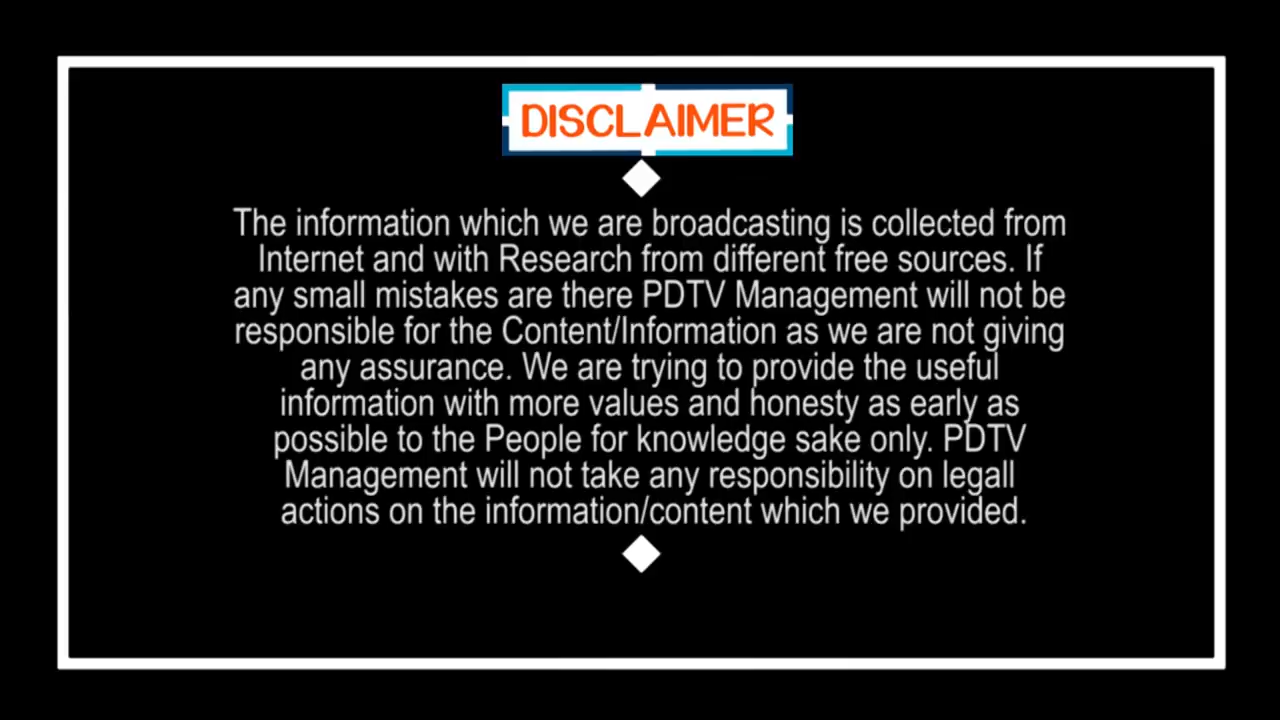 DISCLAIMER
The information which we are broadcasting is collected from
Internet and with Research from different free sources. If
any small mistakes are there PDTV Management will not be
responsible for the Content/Information as we are not giving
any assurance. We are trying to provide the useful
information with more values and honesty as early as
possible to the People for knowledge sake only. PDTV
Management will not take any responsibility on legall
actions on the information/content which we provided.